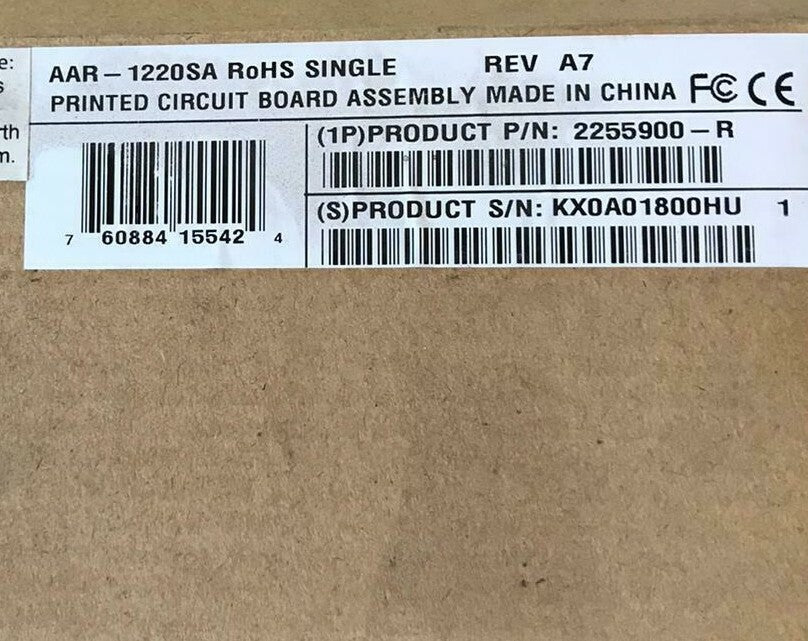 e:
s
rth
m.
AAR – 1220SA RoHS SINGLE REV A7
PRINTED CIRCUIT BOARD ASSEMBLY MADE IN CHINA FC CE
(1P)PRODUCT P/N: 2255900 – R
(S)PRODUCT S/N: KX0A01800HU 1
7 60884 15542 4